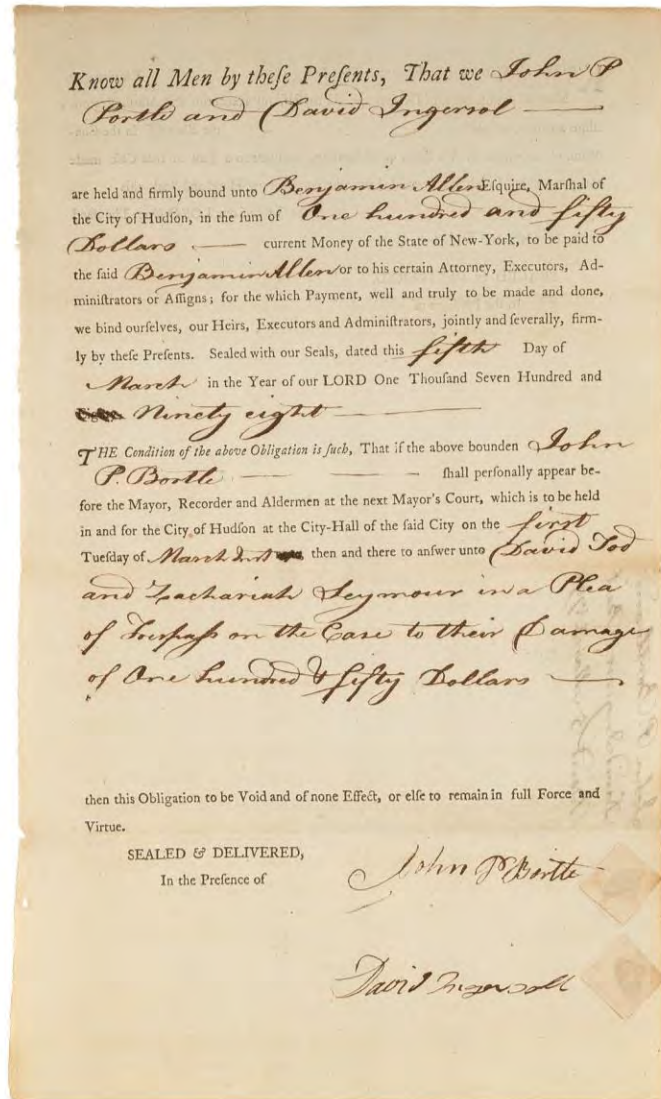 Know all Men by theſe Preſents, That we John P
Portle and David Ingersol
are held and firmly bound unto Benjamin Allen Eſquire, Marſhal of
the City of Hudſon, in the ſum of One hundred and fifty
Dollars — current Money of the State of New-York, to be paid to
the ſaid Benjamin Allen or to his certain Attorney, Executors, Ad-
miniſtrators or Aſſigns; for the which Payment, well and truly to be made and done,
we bind ourſelves, our Heirs, Executors and Adminiſtrators, jointly and ſeverally, firm-
ly by theſe Preſents. Sealed with our Seals, dated this fifth Day of
March in the Year of our LORD One Thouſand Seven Hundred and
Ninety eight —
THE Condition of the above Obligation is ſuch, That if the above bounden John
P. Bortle — — — ſhall perſonally appear be-
fore the Mayor, Recorder and Aldermen at the next Mayor's Court, which is to be held
in and for the City of Hudſon at the City-Hall of the ſaid City on the first
Tueſday of March Inst then and there to anſwer unto David Tod
and Zachariah Seymour in a Plea
of Treſpaſs on the Case to their Damage
of One hundred & fifty Dollars —
then this Obligation to be Void and of none Effect, or elſe to remain in full Force and
Virtue.
SEALED & DELIVERED,
In the Preſence of
John P Bortle
David Ingersoll